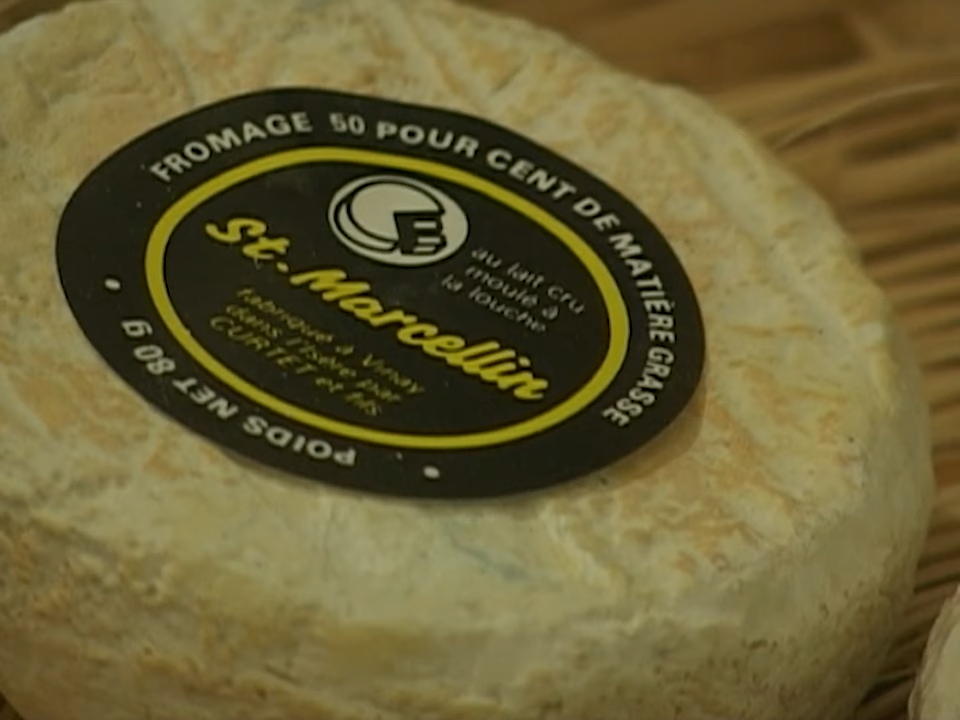 FROMAGE 50 POUR CENT DE MATIÈRE GRASSE
St-Marcellin
au lait cru
moulé à
la louche
fabriqué à Vinay
dans l'Isère par
CURTET et fils
POIDS NET 80 g